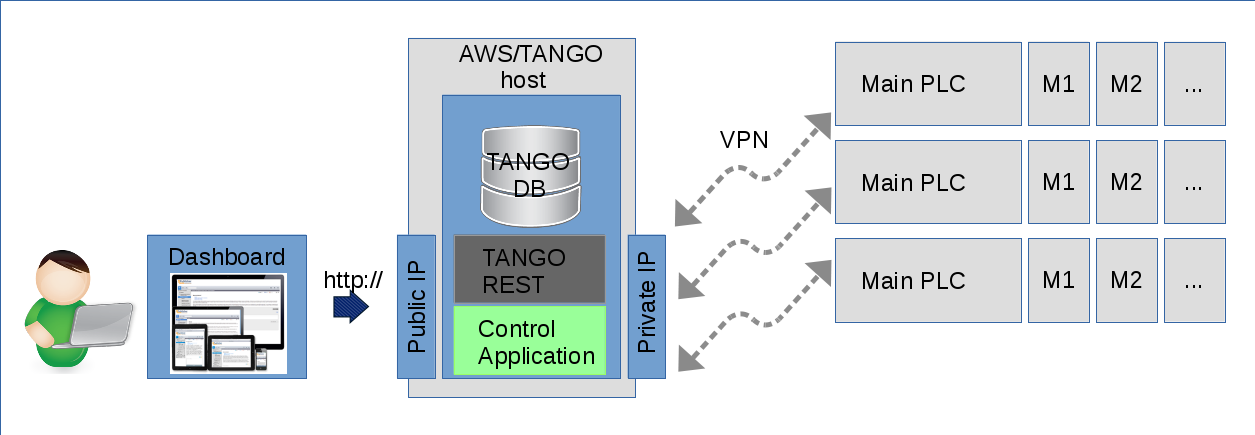 AWS/TANGO
host
TANGO
DB
TANGO
REST
Control
Application
Public IP
Private IP
Dashboard
http://
VPN
Main PLC
M1
M2
...
Main PLC
M1
M2
...
Main PLC
M1
M2
...